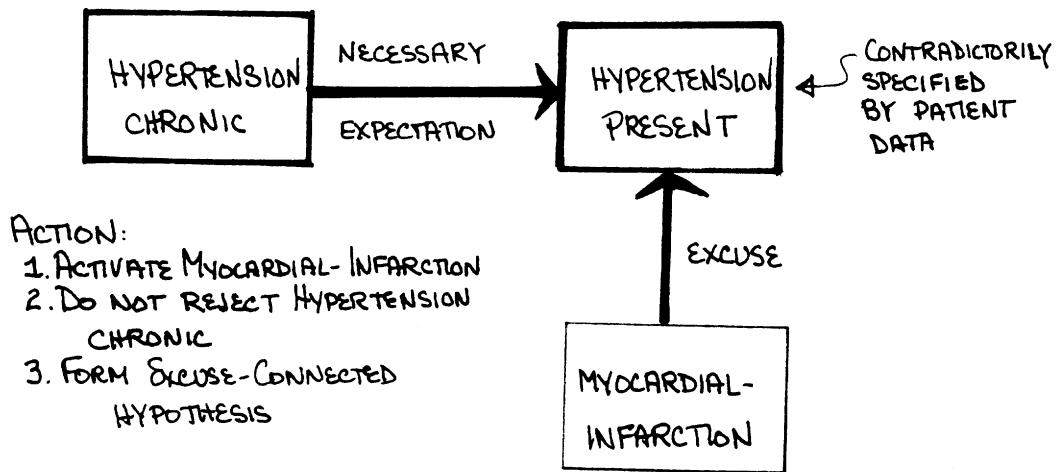 HYPERTENSION
CHRONIC
NECESSARY
EXPECTATION
HYPERTENSION
PRESENT
CONTRADICTORILY
SPECIFIED
BY PATIENT
DATA
ACTION:
1. ACTIVATE MYOCARDIAL-INFARCTION
2. DO NOT REJECT HYPERTENSION
CHRONIC
3. FORM EXCUSE-CONNECTED
HYPOTHESIS
EXCUSE
MYOCARDIAL-
INFARCTION